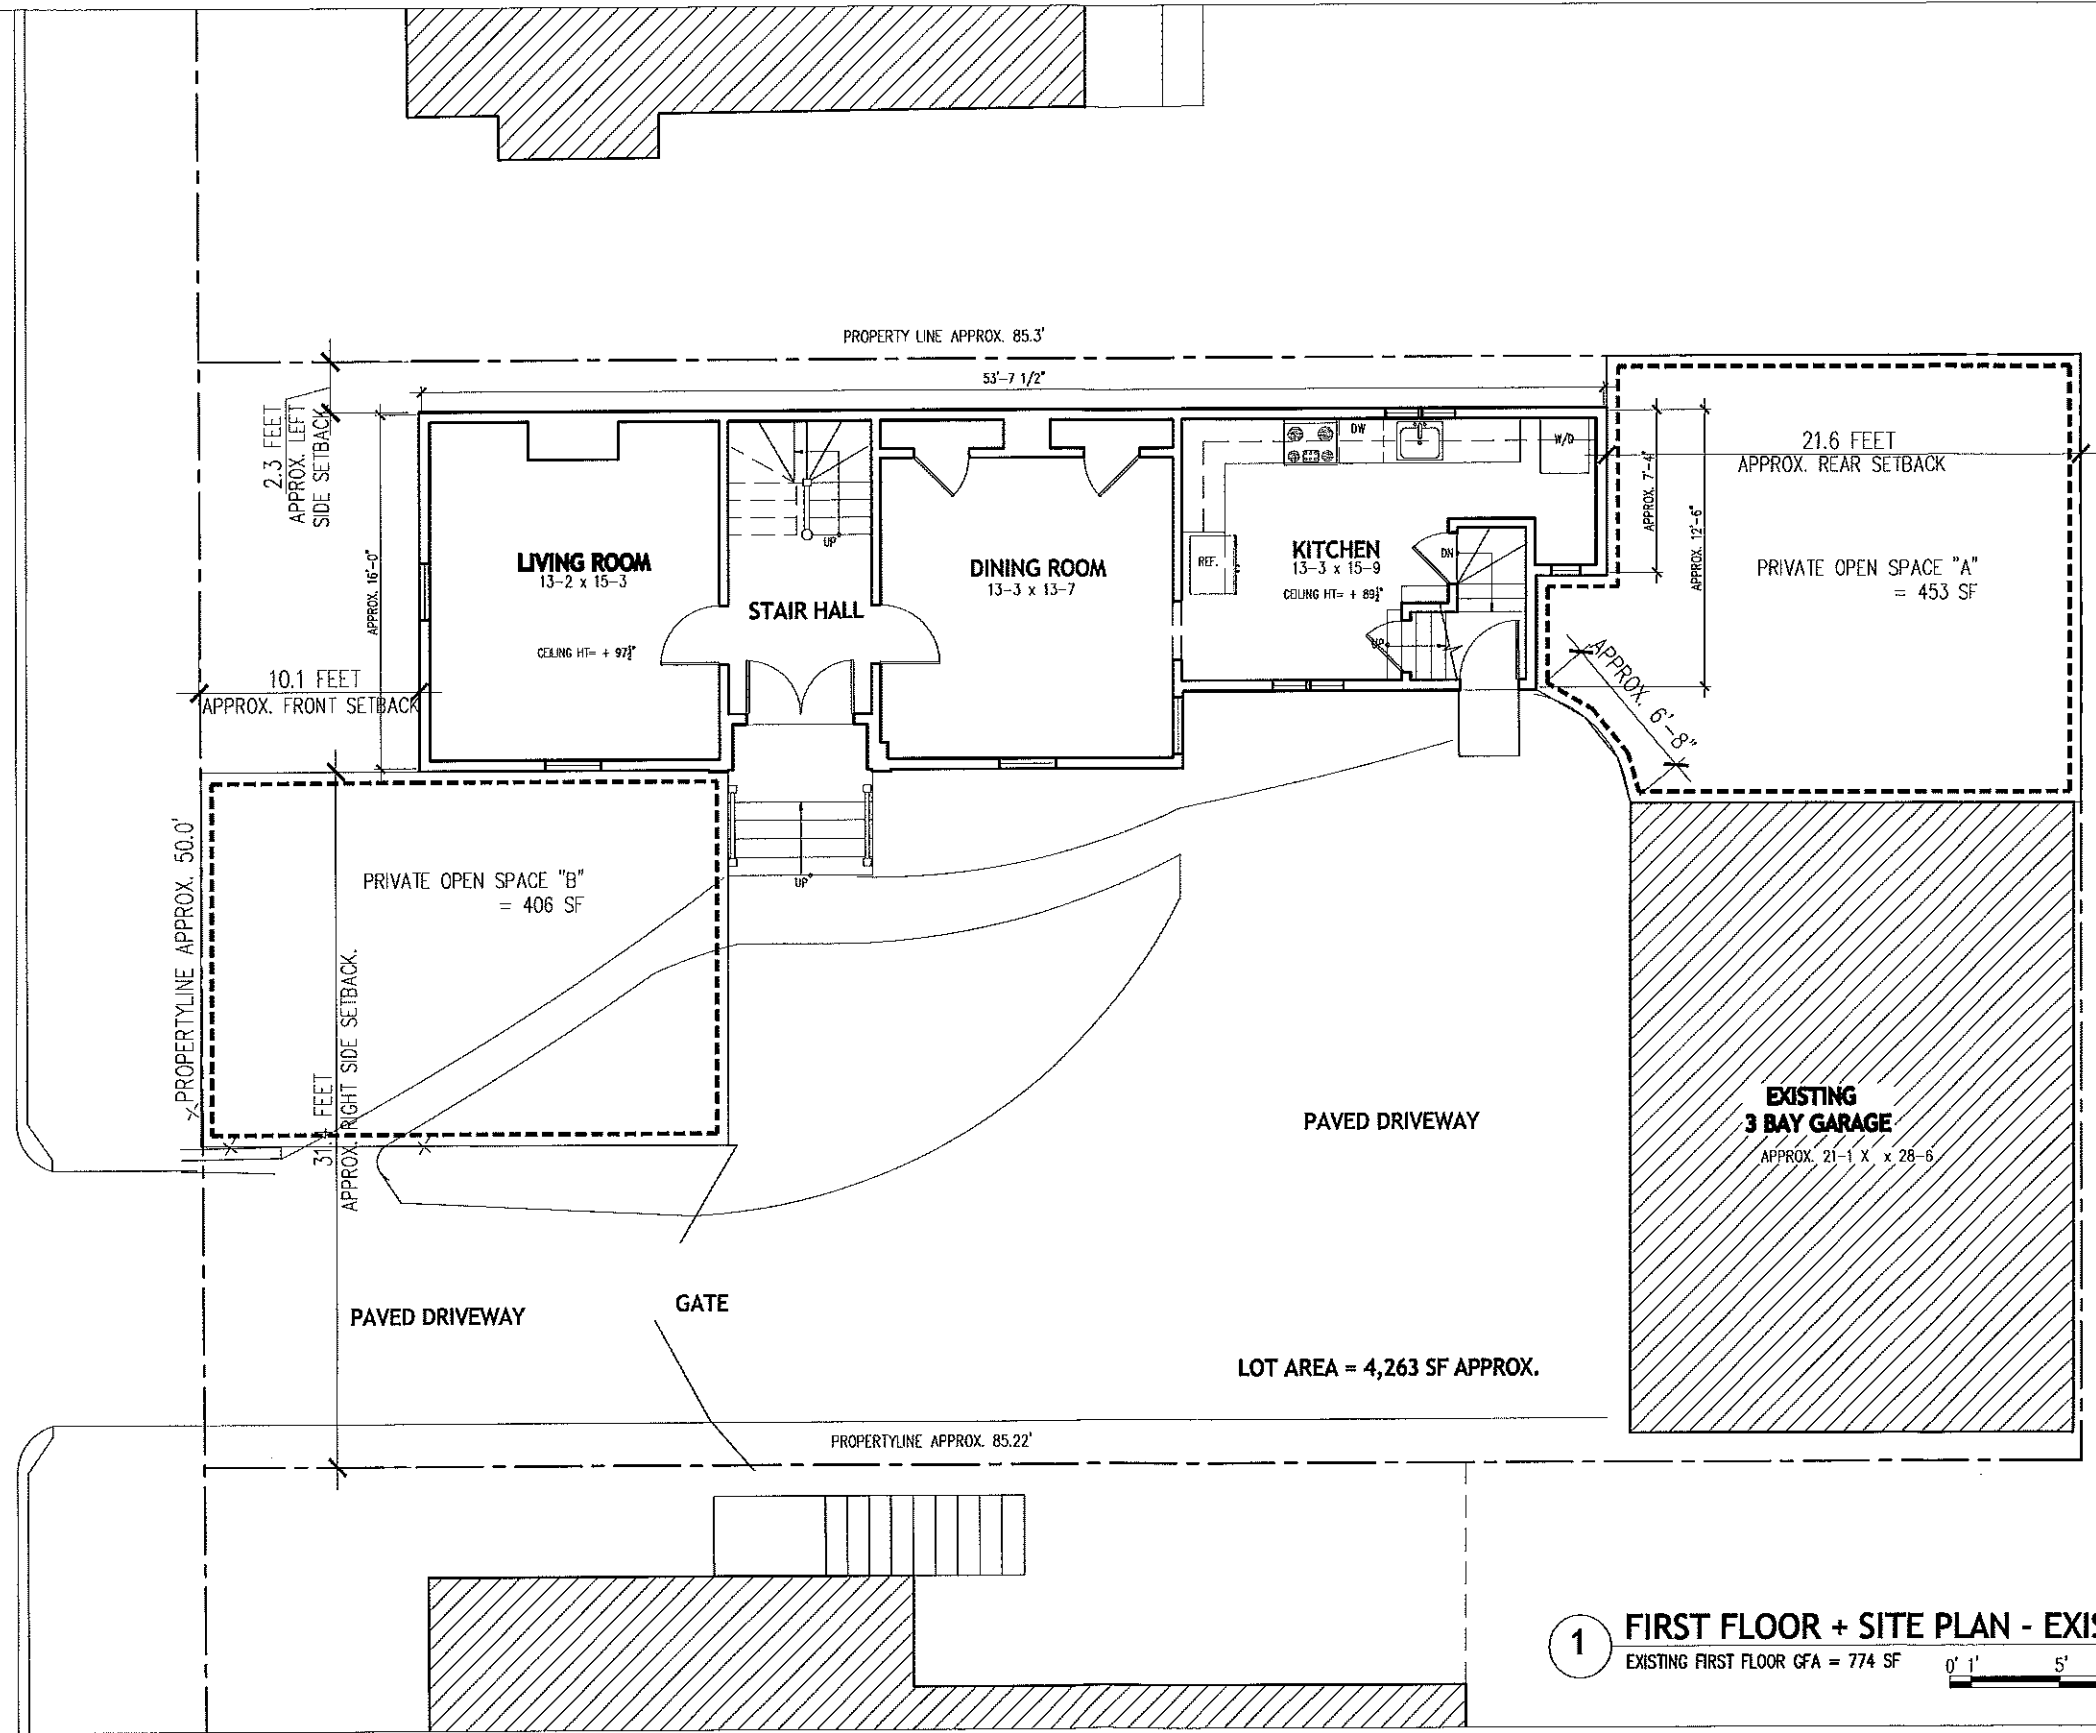 PROPERTY LINE APPROX. 85.3'
53'-7 1/2"
2.3 FEET
APPROX. LEFT
SIDE SETBACK
APPROX. 16'-0"
10.1 FEET
APPROX. FRONT SETBACK
LIVING ROOM
13-2 x 15-3
CEILING HT= + 97
UP
STAIR HALL
DINING ROOM
13-3 x 13-7
DW
W/D
REF.
KITCHEN
13-3 x 15-9
CEILING HT= + 89
DN
UP
APPROX. 7'-4"
APPROX. 12'-6"
21.6 FEET
APPROX. REAR SETBACK
PRIVATE OPEN SPACE "A"
= 453 SF
APPROX. 6'-8"
UP
PROPERTYLINE APPROX. 50.0'
PRIVATE OPEN SPACE "B"
= 406 SF
FEET
APPROX. RIGHT SIDE SETBACK.
PAVED DRIVEWAY
EXISTING
3 BAY GARAGE
APPROX. 21-1 X x 28-6
PAVED DRIVEWAY
GATE
LOT AREA = 4,263 SF APPROX.
PROPERTYLINE APPROX. 85.22'
1
FIRST FLOOR + SITE PLAN - EXIS
EXISTING FIRST FLOOR GFA = 774 SF
0' 1' 5'